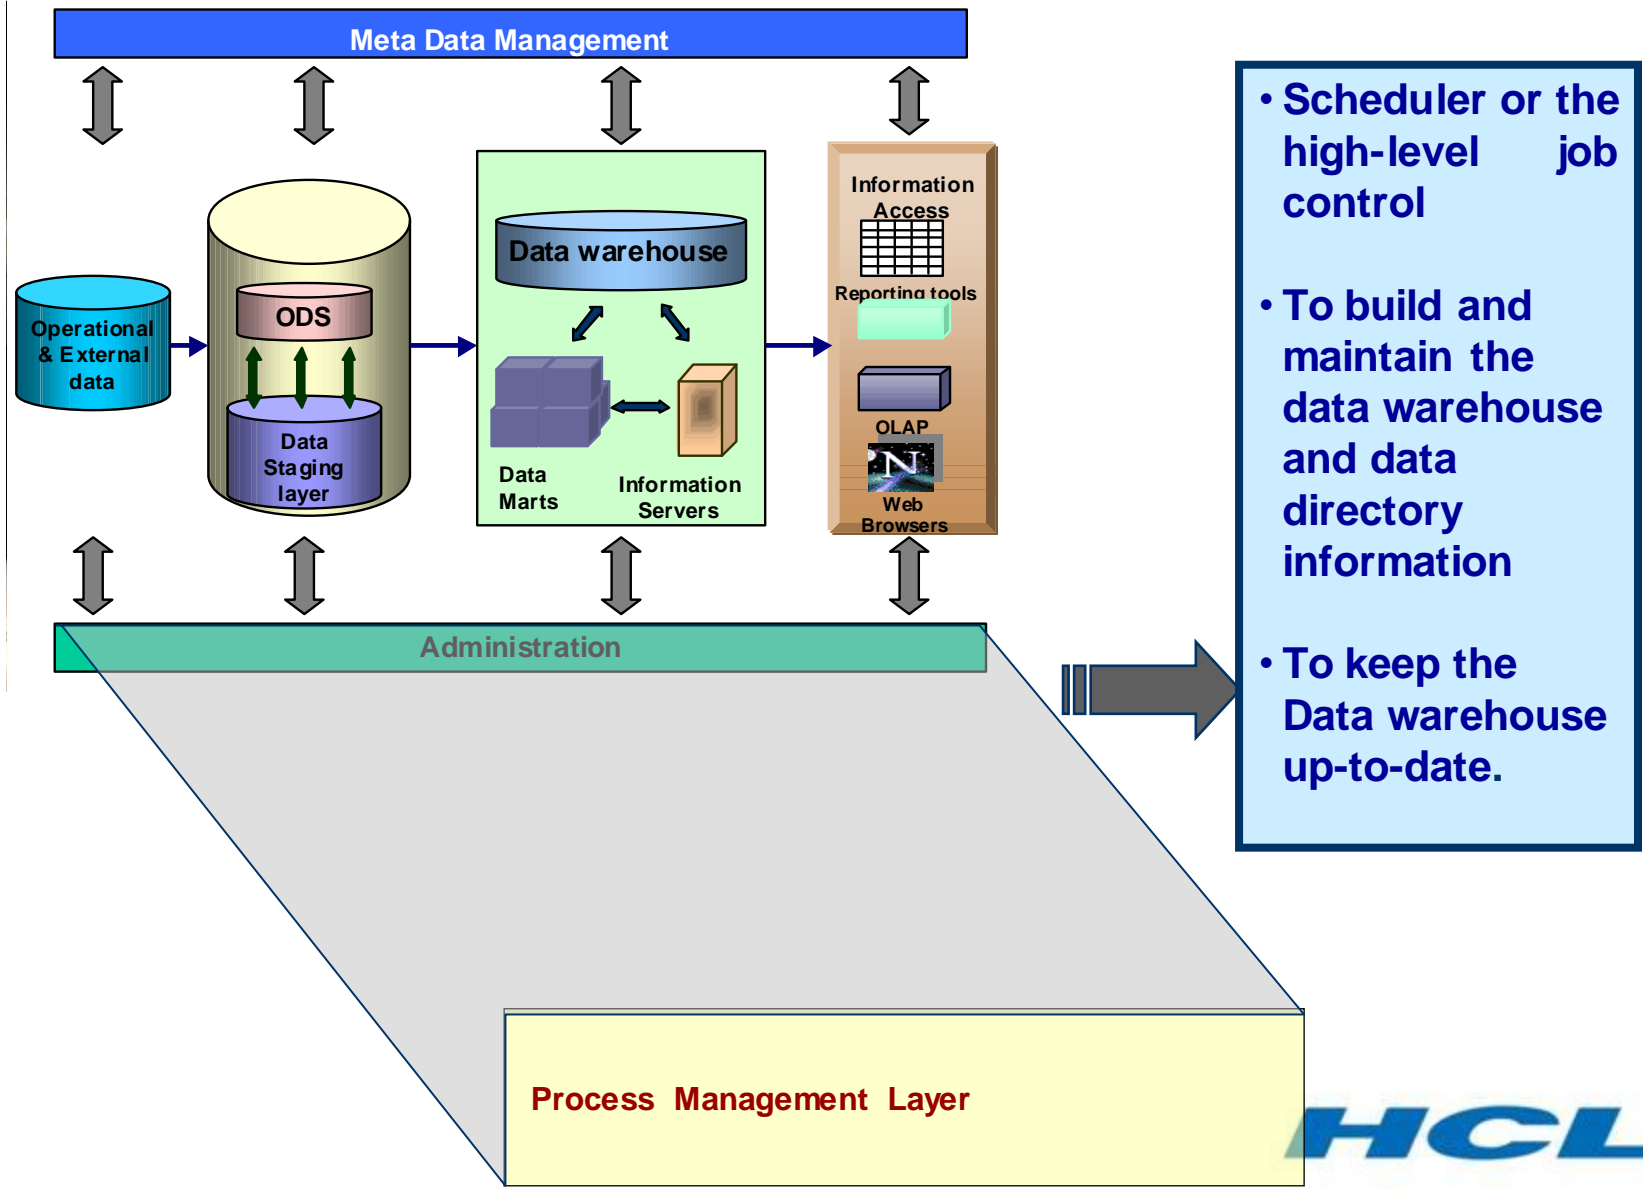 Meta Data Management
Operational
& External
data
ODS
Data
Staging
layer
Data warehouse
Data
Marts
Information
Servers
Information
Access
Reporting tools
OLAP
N
Web
Browsers
Administration
• Scheduler or the
high-level job
control
• To build and
maintain the
data warehouse
and data
directory
information
• To keep the
Data warehouse
up-to-date.
Process Management Layer
HCL